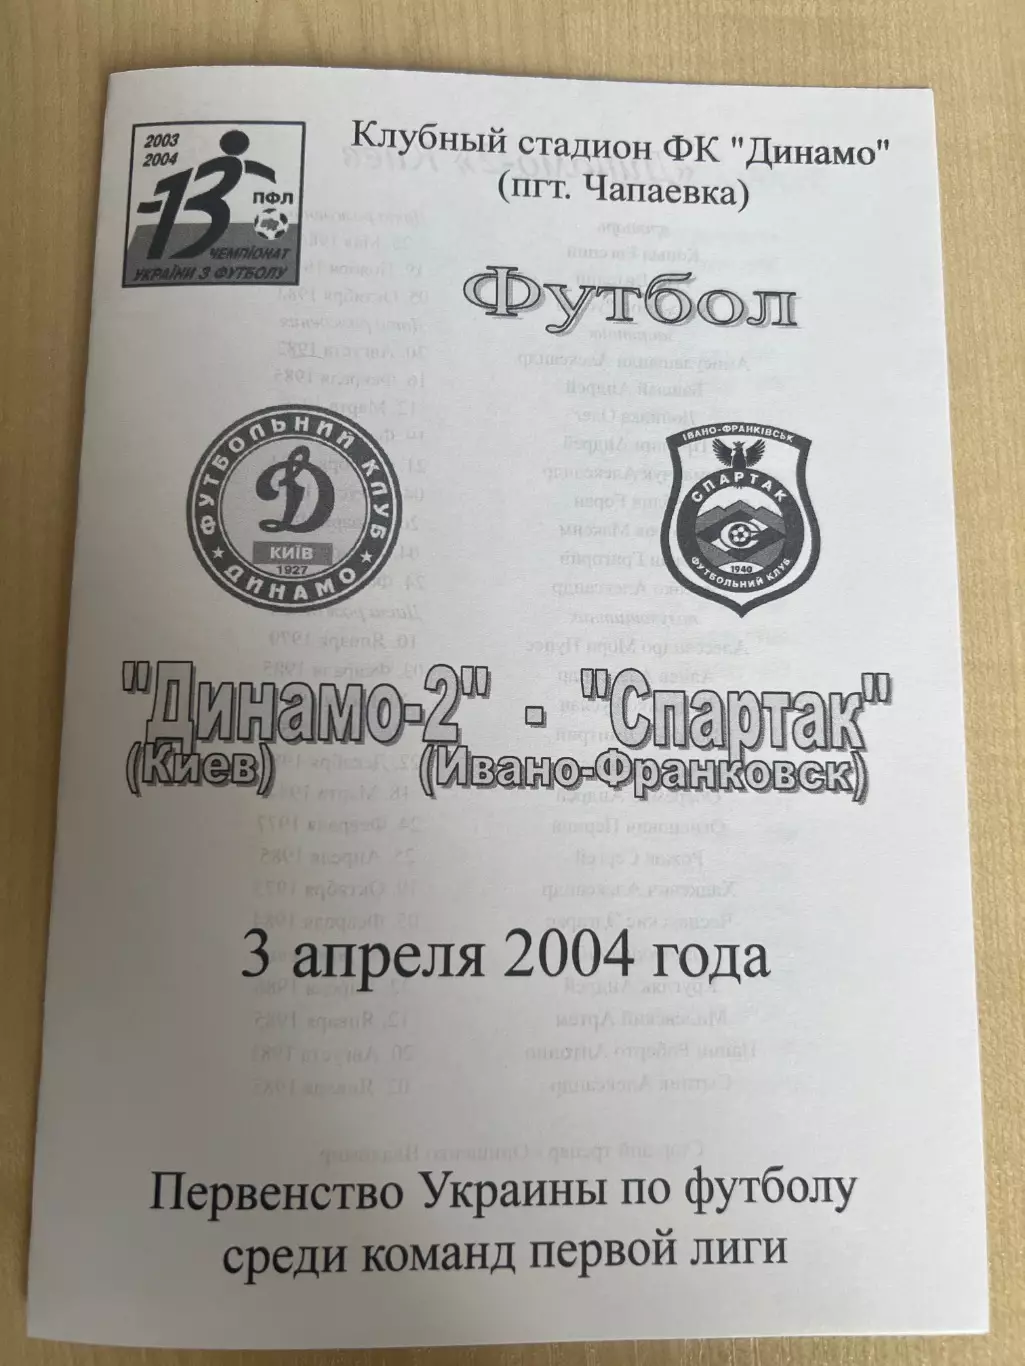 2003
2004
13
ПФЛ
ЧЕМПІОНАТ
УКРАЇНИ З ФУТБОЛУ
Клубный стадион ФК "Динамо"
(пгт. Чапаевка)
Футбол
ФУТБОЛЬНИЙ КЛУБ
Д
КИЇВ
1927
ДИНАМО
ІВАНО-ФРАНКІВСЬК
СПАРТАК
1940
ФУТБОЛЬНИЙ КЛУБ
"Динамо-2" - "Спартак"
(Киев) (Ивано-Франковск)
3 апреля 2004 года
Первенство Украины по футболу
среди команд первой лиги